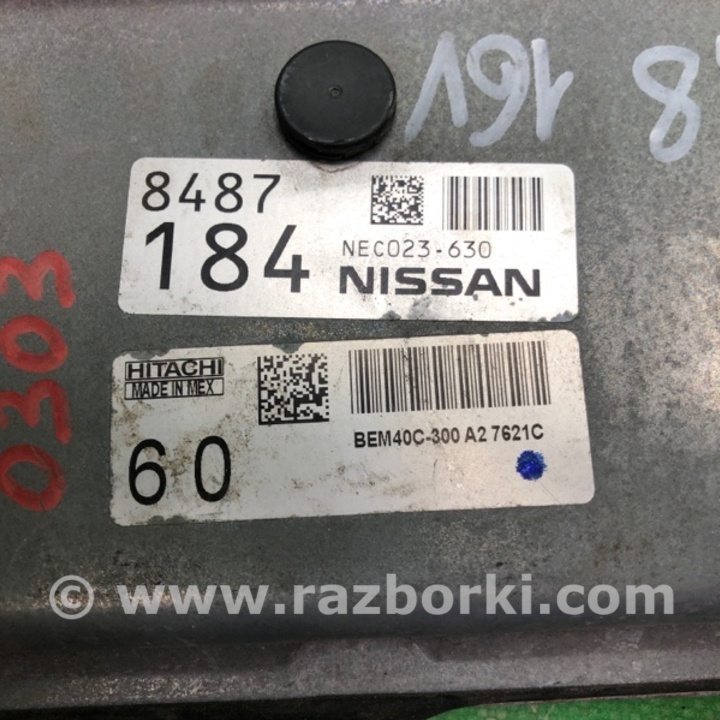 8 16V
8487
184
NEC023-630
NISSAN
0303
HITACHI
MADE IN MEX
60
BEM40C-300 A2 7621C
© www.razborki.com